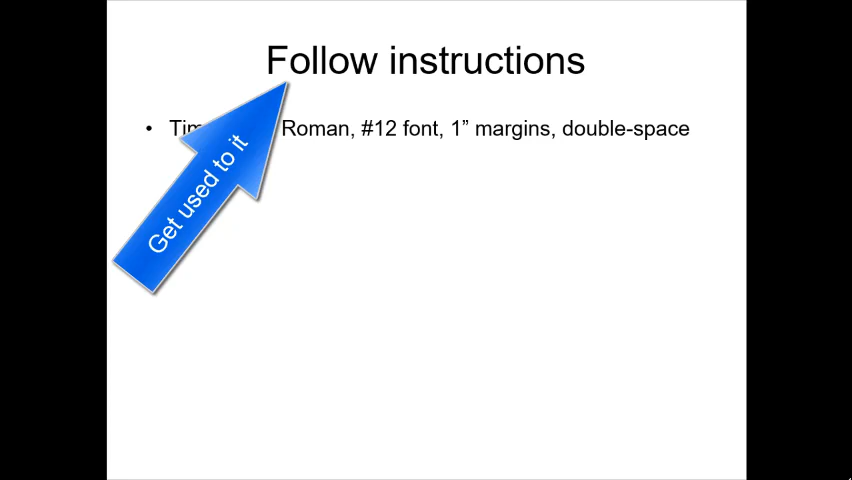 Follow instructions
• Tim Roman, #12 font, 1” margins, double-space
Get used to it